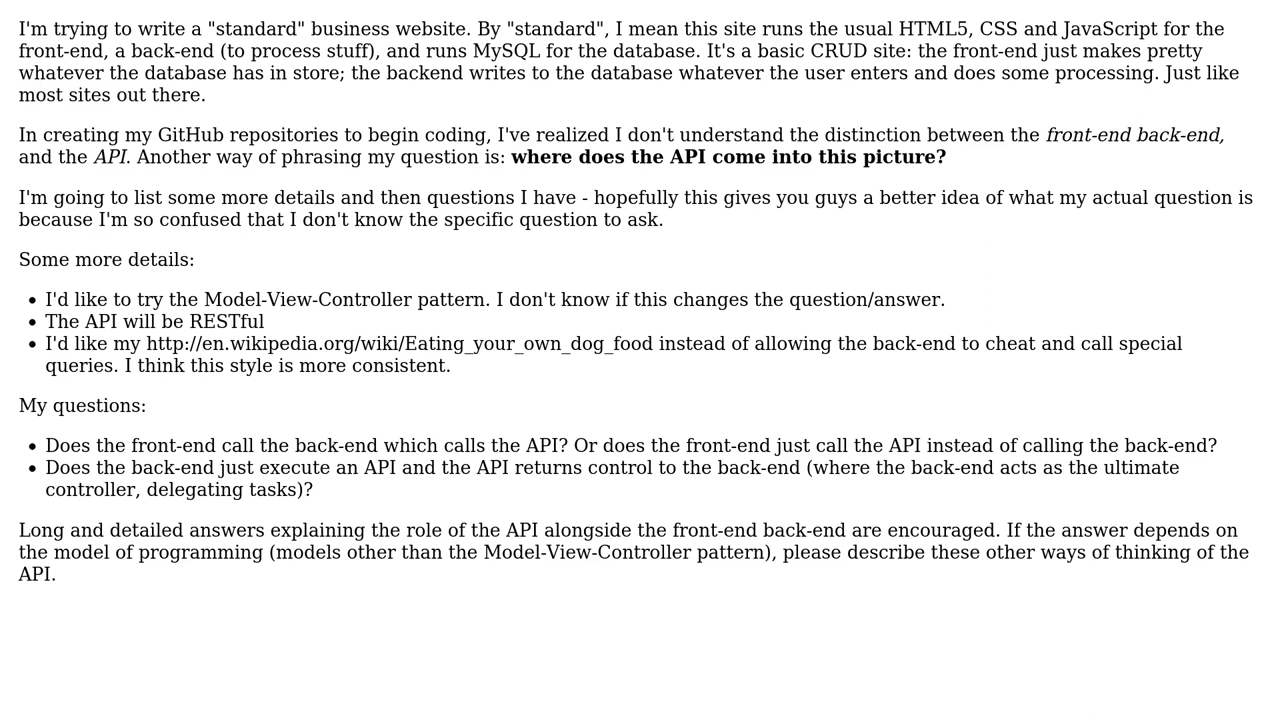 I'm trying to write a "standard" business website. By "standard", I mean this site runs the usual HTML5, CSS and JavaScript for the
front-end, a back-end (to process stuff), and runs MySQL for the database. It's a basic CRUD site: the front-end just makes pretty
whatever the database has in store; the backend writes to the database whatever the user enters and does some processing. Just like
most sites out there.
In creating my GitHub repositories to begin coding, I've realized I don't understand the distinction between the front-end back-end,
and the API. Another way of phrasing my question is: where does the API come into this picture?
I'm going to list some more details and then questions I have - hopefully this gives you guys a better idea of what my actual question is
because I'm so confused that I don't know the specific question to ask.
Some more details:
• I'd like to try the Model-View-Controller pattern. I don't know if this changes the question/answer.
• The API will be RESTful
• I'd like my http://en.wikipedia.org/wiki/Eating_your_own_dog_food instead of allowing the back-end to cheat and call special
queries. I think this style is more consistent.
My questions:
• Does the front-end call the back-end which calls the API? Or does the front-end just call the API instead of calling the back-end?
• Does the back-end just execute an API and the API returns control to the back-end (where the back-end acts as the ultimate
controller, delegating tasks)?
Long and detailed answers explaining the role of the API alongside the front-end back-end are encouraged. If the answer depends on
the model of programming (models other than the Model-View-Controller pattern), please describe these other ways of thinking of the
API.